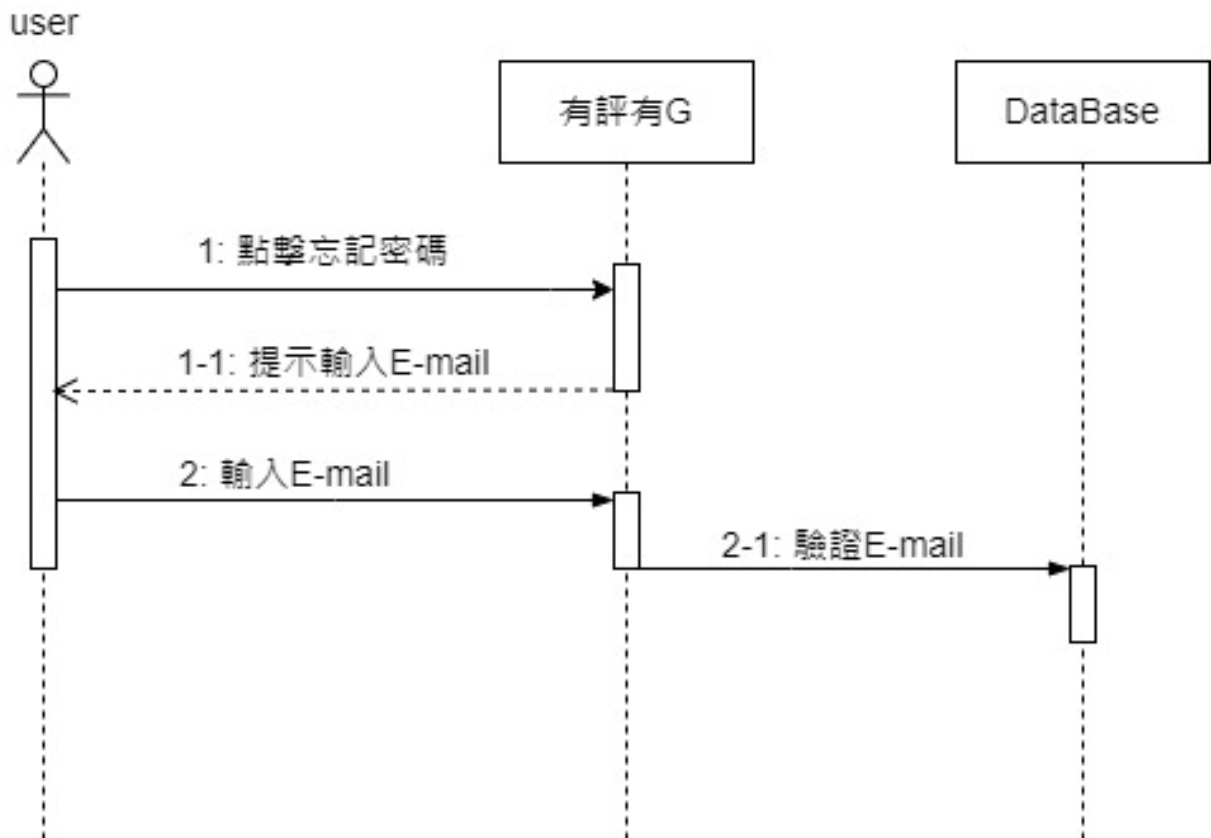 user
有評有G
DataBase
1: 點擊忘記密碼
1-1: 提示輸入E-mail
2: 輸入E-mail
2-1: 驗證E-mail